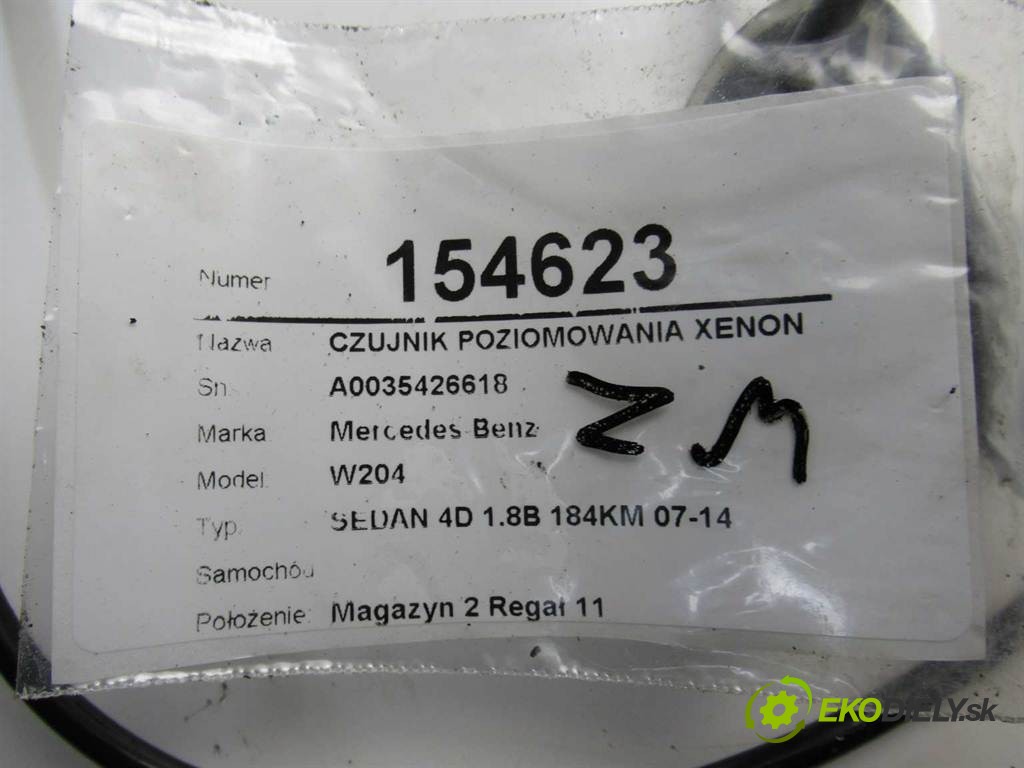 Numer 154623
Nazwa CZUJNIK POZIOMOWANIA XENON
Sn. A0035426618
Marka Mercedes-Benz
Model: W204
Typ. SEDAN 4D 1.8B 184KM 07-14
Samochód
Położenie: Magazyn 2 Regał 11
ZM
EKODIELY.sk